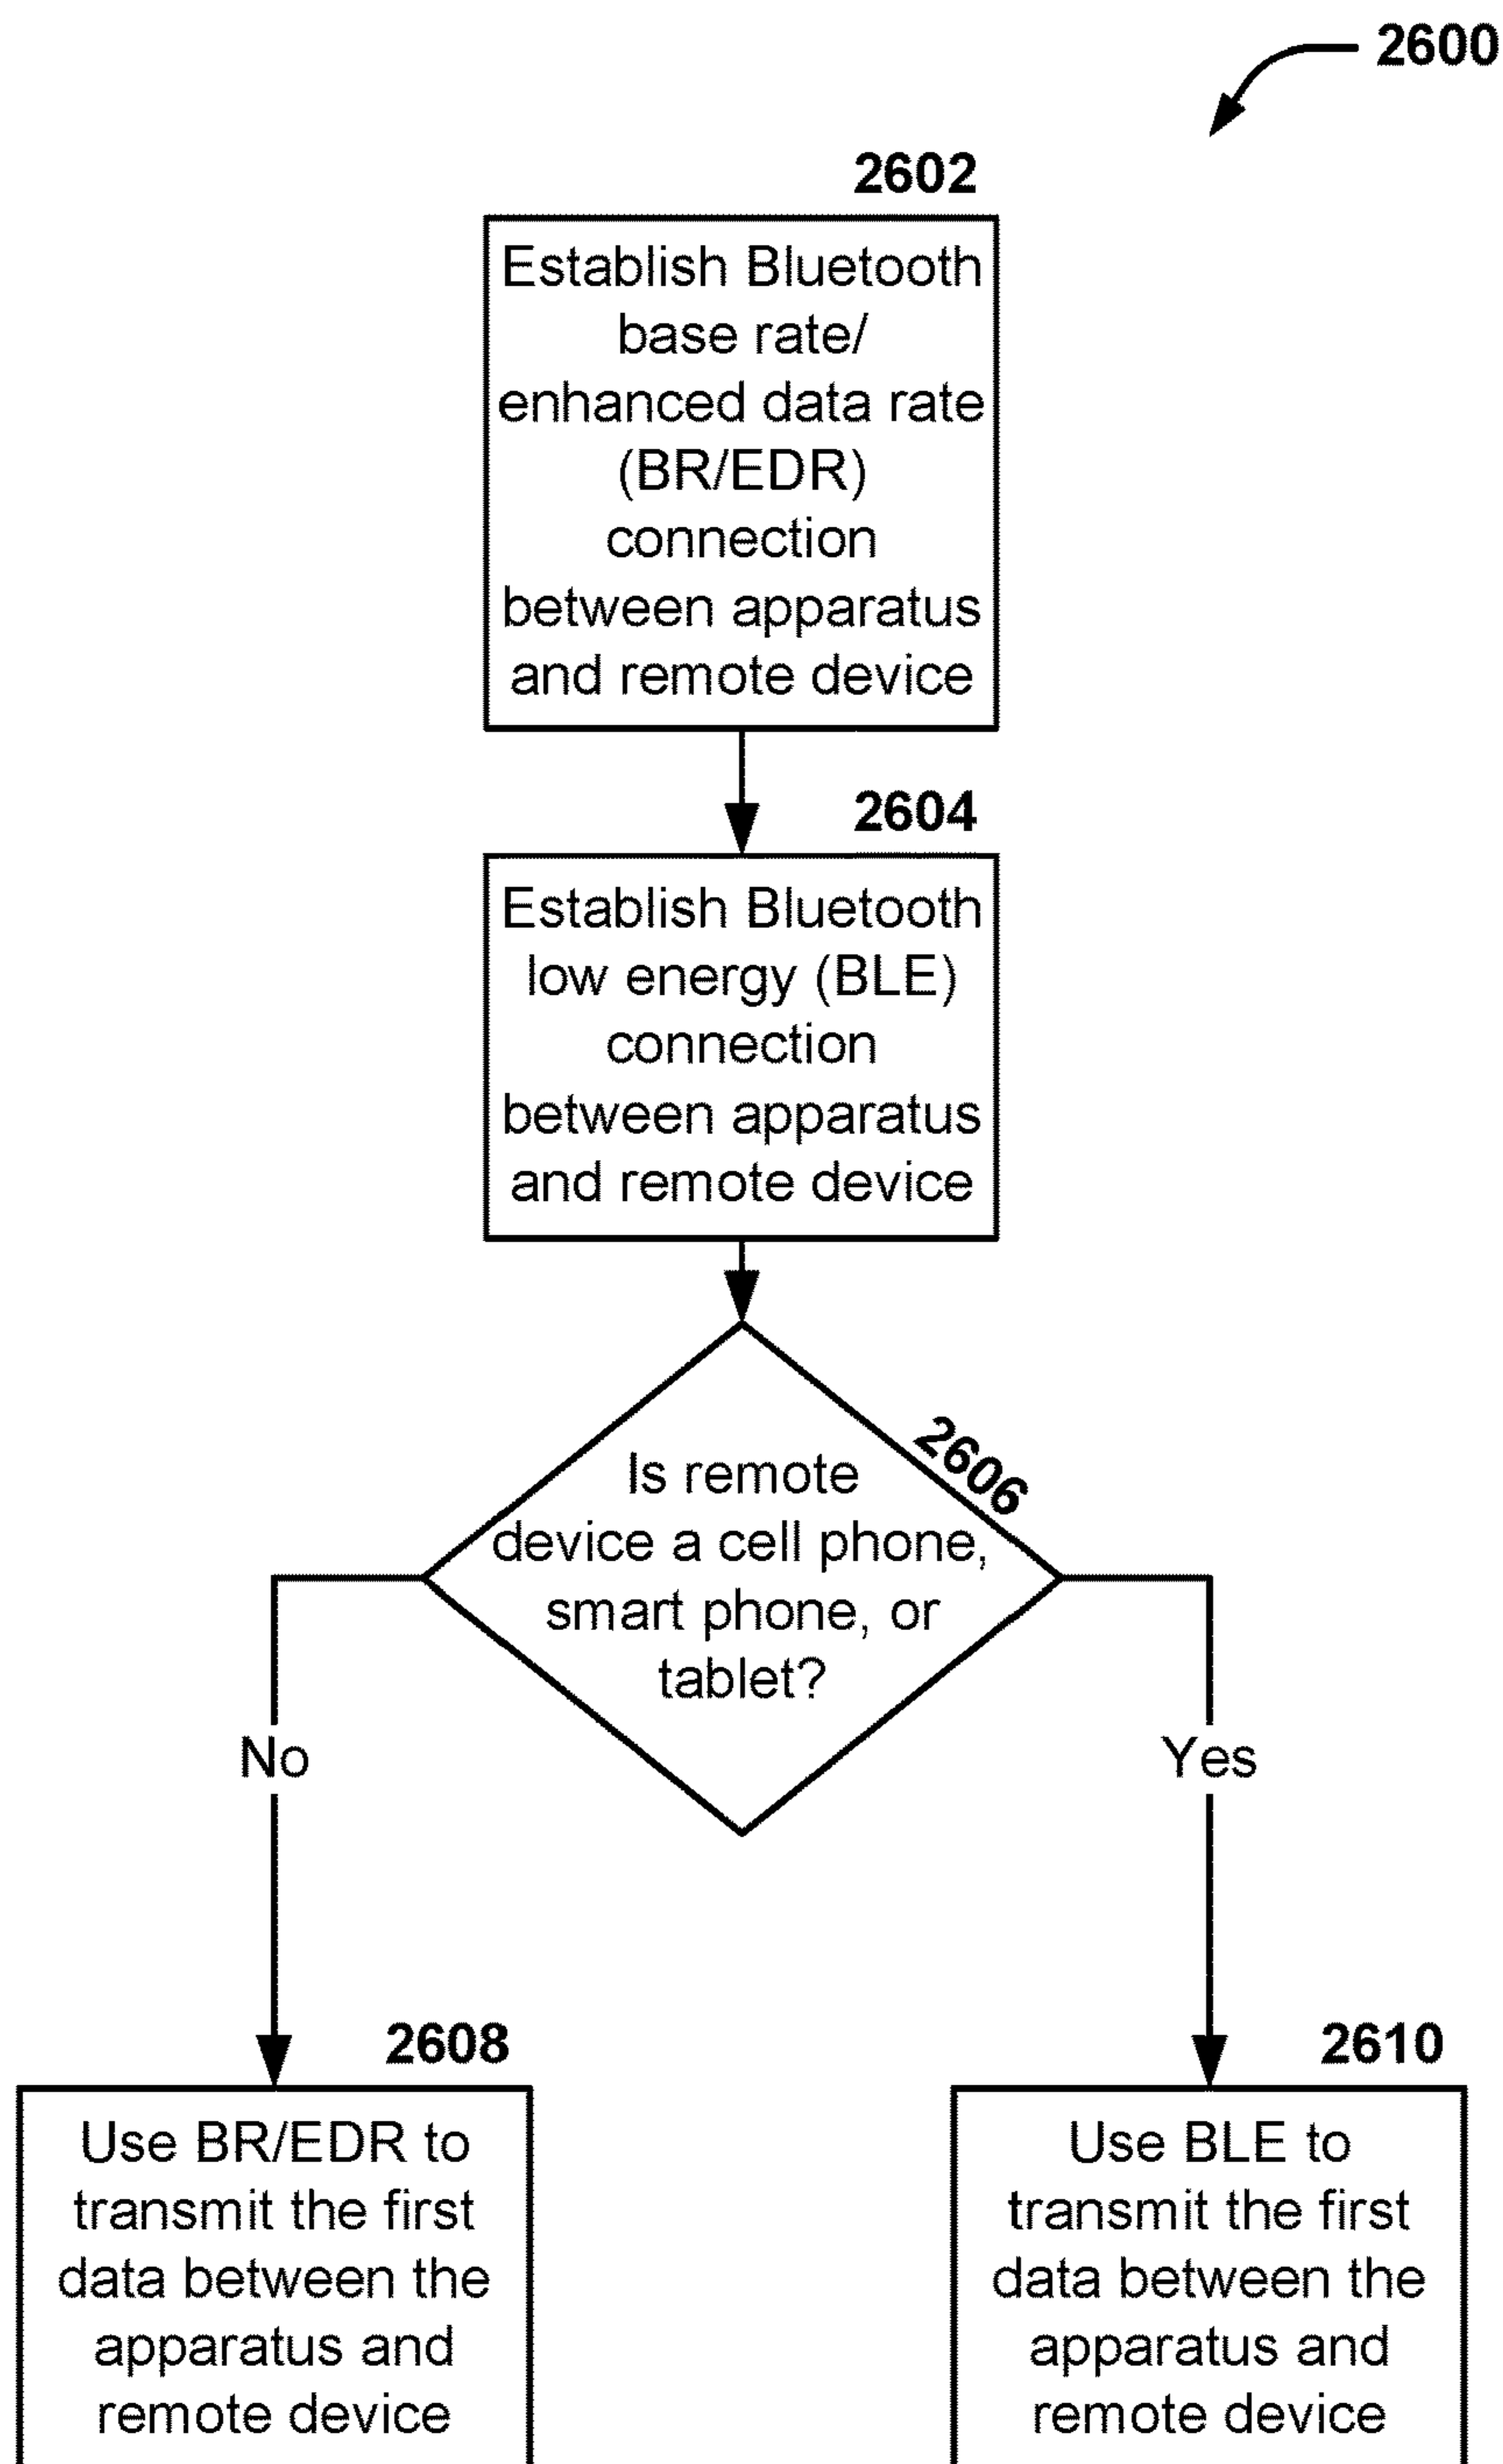 2600
2602
Establish Bluetooth
base rate/
enhanced data rate
(BR/EDR)
connection
between apparatus
and remote device
2604
Establish Bluetooth
low energy (BLE)
connection
between apparatus
and remote device
2606
Is remote
device a cell phone,
smart phone, or
tablet?
No
Yes
2608
Use BR/EDR to
transmit the first
data between the
apparatus and
remote device
2610
Use BLE to
transmit the first
data between the
apparatus and
remote device